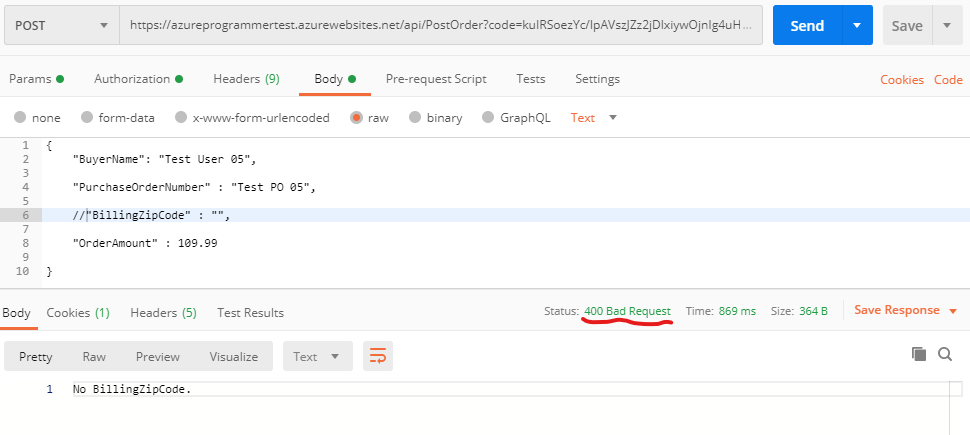 POST https://azureprogrammertest.azurewebsites.net/api/PostOrder?code=kuIRSoezYc/IpAVszJZz2jDIxiywOjnIg4uH... Send Save
Params Authorization Headers (9) Body Pre-request Script Tests Settings Cookies Code
none form-data x-www-form-urlencoded raw binary GraphQL Text
1 {
2 "BuyerName": "Test User 05",
3
4 "PurchaseOrderNumber" : "Test PO 05",
5
6 //"BillingZipCode" : "",
7
8 "OrderAmount" : 109.99
9
10 }
Body Cookies (1) Headers (5) Test Results Status: 400 Bad Request Time: 869 ms Size: 364 B Save Response
Pretty Raw Preview Visualize Text
1 No BillingZipCode.